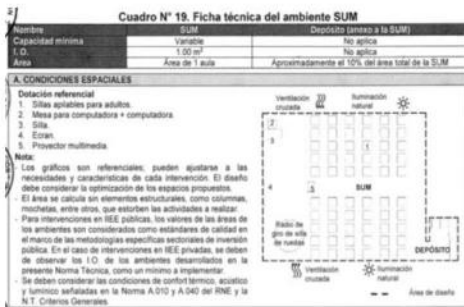 Cuadro N° 19. Ficha técnica del ambiente SUM
Nombre SUM Depósito (anexo a la SUM)
Capacidad mínima Variable No aplica
I.O. 1.00 m² No aplica
Area Área de 1 aula Aproximadamente el 10% del área total de la SUM
A. CONDICIONES ESPACIALES
Dotación referencial
1. Sillas apilables para adultos.
2. Mesa para computadora + computadora.
3. Silla.
4. Ecran.
5. Proyector multimedia.
Nota:
- Los gráficos son referenciales; pueden ajustarse a las
necesidades y características de cada intervención. El diseño
debe considerar la optimización de los espacios propuestos.
- El área se calcula sin elementos estructurales, como columnas,
mochetas, entre otros, que estorben las actividades a realizar.
- Para intervenciones en IIEE públicas, los valores de las áreas de
los ambientes son considerados como estándares de calidad en
el marco de las metodologías específicas sectoriales de inversión
pública. En el caso de intervenciones en IIEE privadas, se deben
de observar los I.O. de los ambientes desarrollados en la
presente Norma Técnica, como un mínimo a implementar.
- Se deben considerar las condiciones de confort térmico, acústico
y lumínico señaladas en la Norma A.010 y A.040 del RNE y la
N.T. Criterios Generales.
Ventilación cruzada
Iluminación natural
2
3
1
4
5
SUM
Radio de
giro de silla
de ruedas
DEPÓSITO
Ventilación cruzada
Iluminación natural
Área de diseño